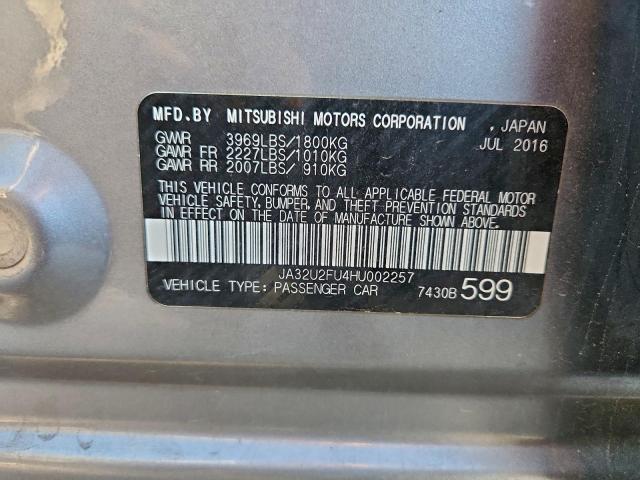 MFD.BY MITSUBISHI MOTORS CORPORATION , JAPAN
GVWR 3969LBS/1800KG JUL 2016
GAWR FR 2227LBS/1010KG
GAWR RR 2007LBS/ 910KG
THIS VEHICLE CONFORMS TO ALL APPLICABLE FEDERAL MOTOR
VEHICLE SAFETY, BUMPER, AND THEFT PREVENTION STANDARDS
IN EFFECT ON THE DATE OF MANUFACTURE SHOWN ABOVE.
JA32U2FU4HU002257
VEHICLE TYPE: PASSENGER CAR 7430B 599